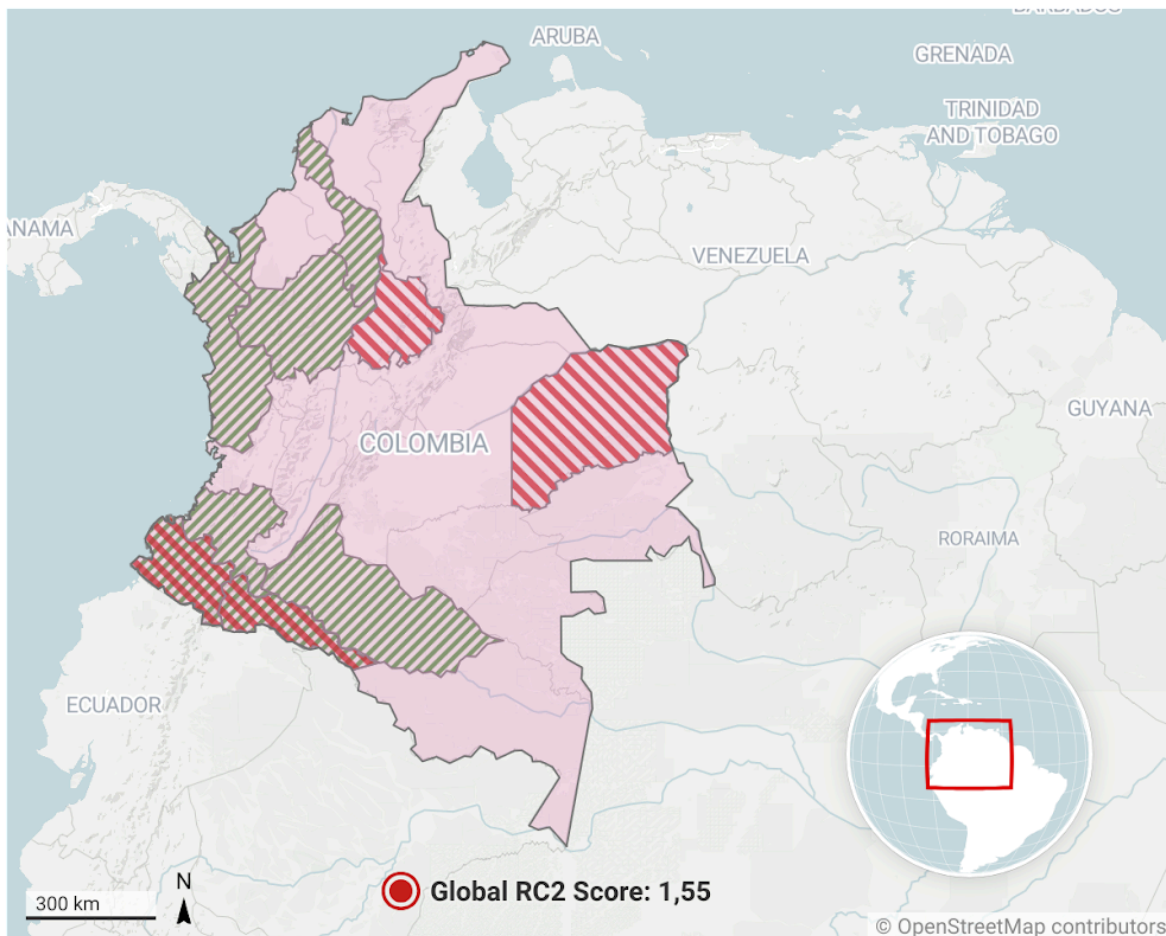 BARBADOS
ARUBA
GRENADA
TRINIDAD
AND TOBAGO
ANAMA
VENEZUELA
GUYANA
COLOMBIA
RORAIMA
ECUADOR
N
300 km
Global RC2 Score: 1,55
© OpenStreetMap contributors